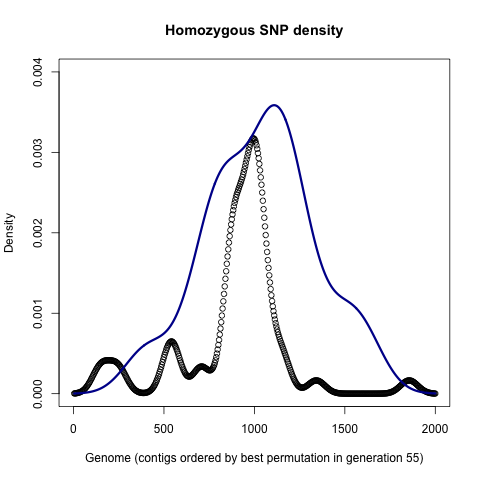 Homozygous SNP density
0.004
0.003
0.002
0.001
0.000
Density
0 500 1000 1500 2000
Genome (contigs ordered by best permutation in generation 55)